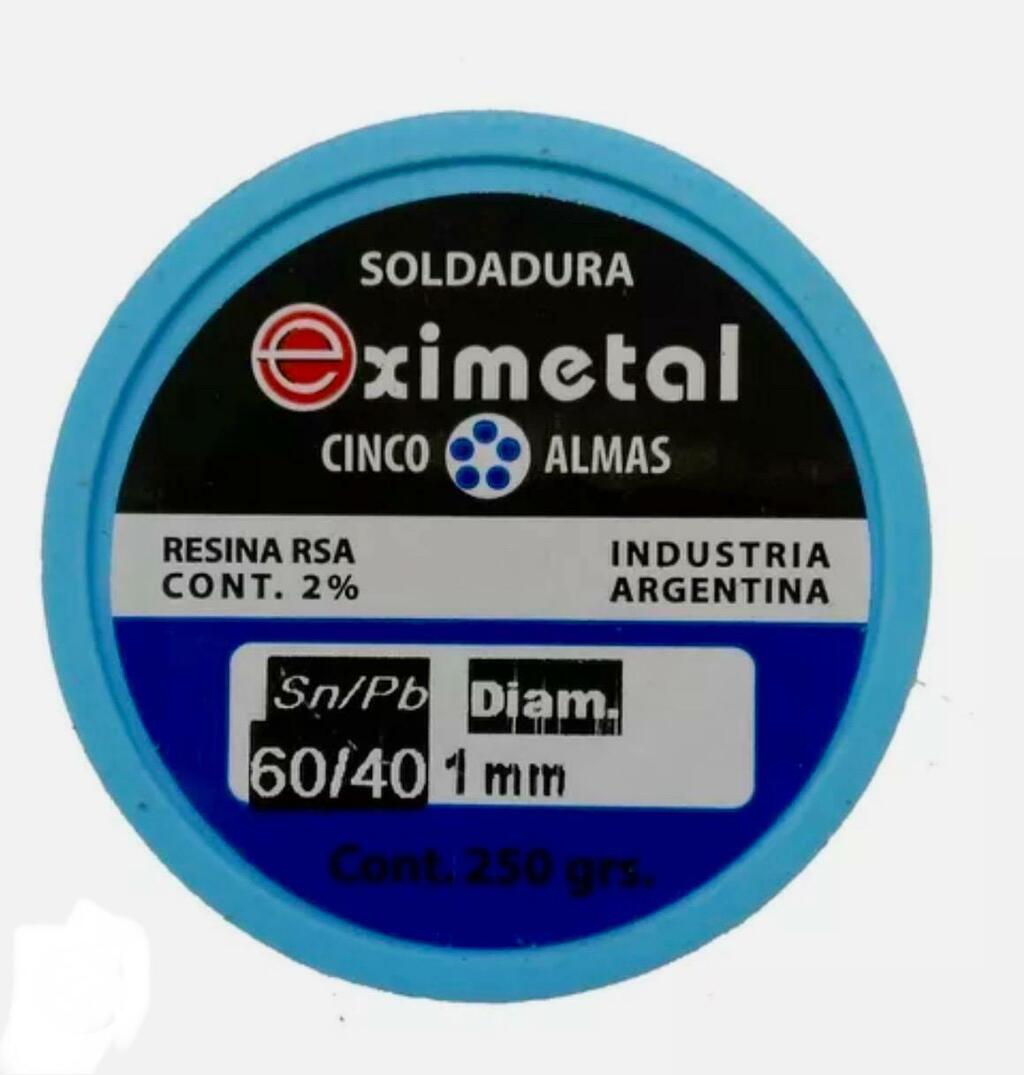 SOLDADURA
eximetal
CINCO ALMAS
RESINA RSA
CONT. 2%
INDUSTRIA
ARGENTINA
Sn/Pb Diam.
60/40 1 mm
Cont. 250 grs.